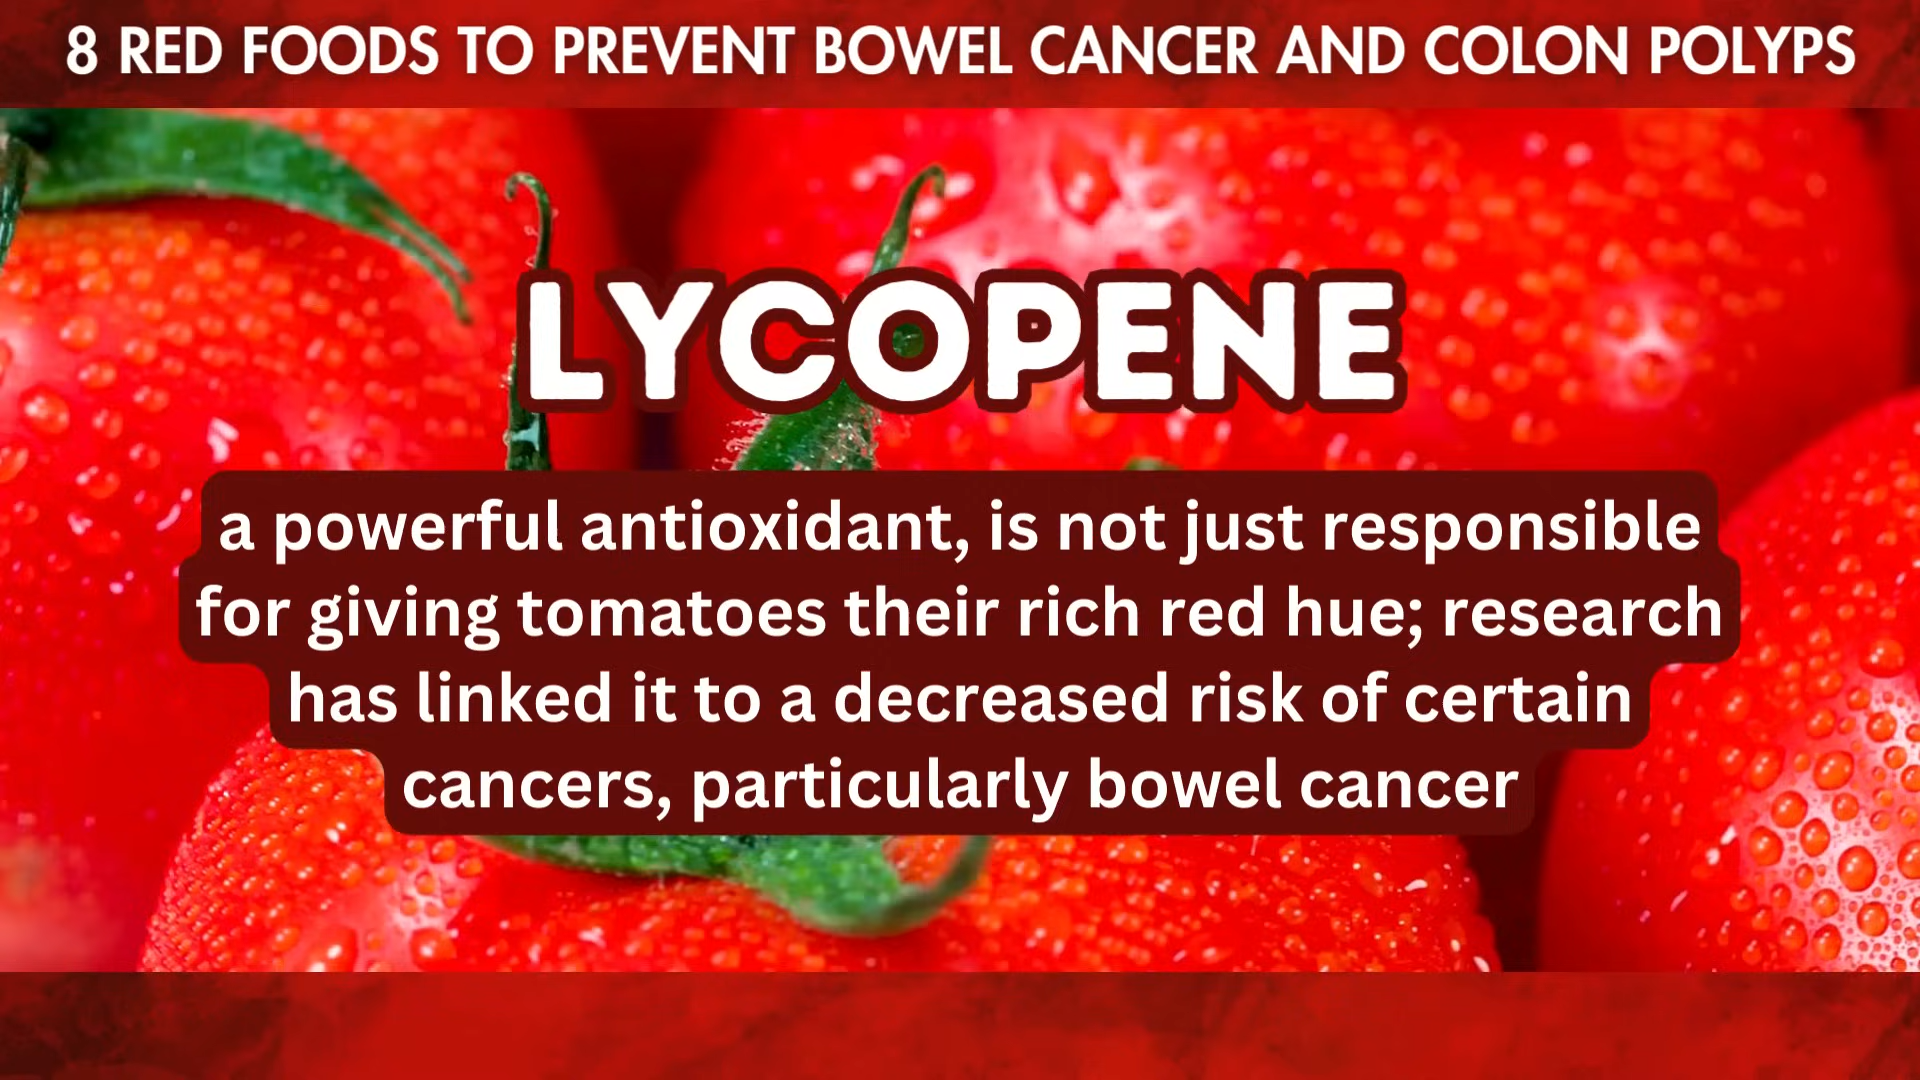 8 RED FOODS TO PREVENT BOWEL CANCER AND COLON POLYPS
LYCOPENE
a powerful antioxidant, is not just responsible
for giving tomatoes their rich red hue; research
has linked it to a decreased risk of certain
cancers, particularly bowel cancer